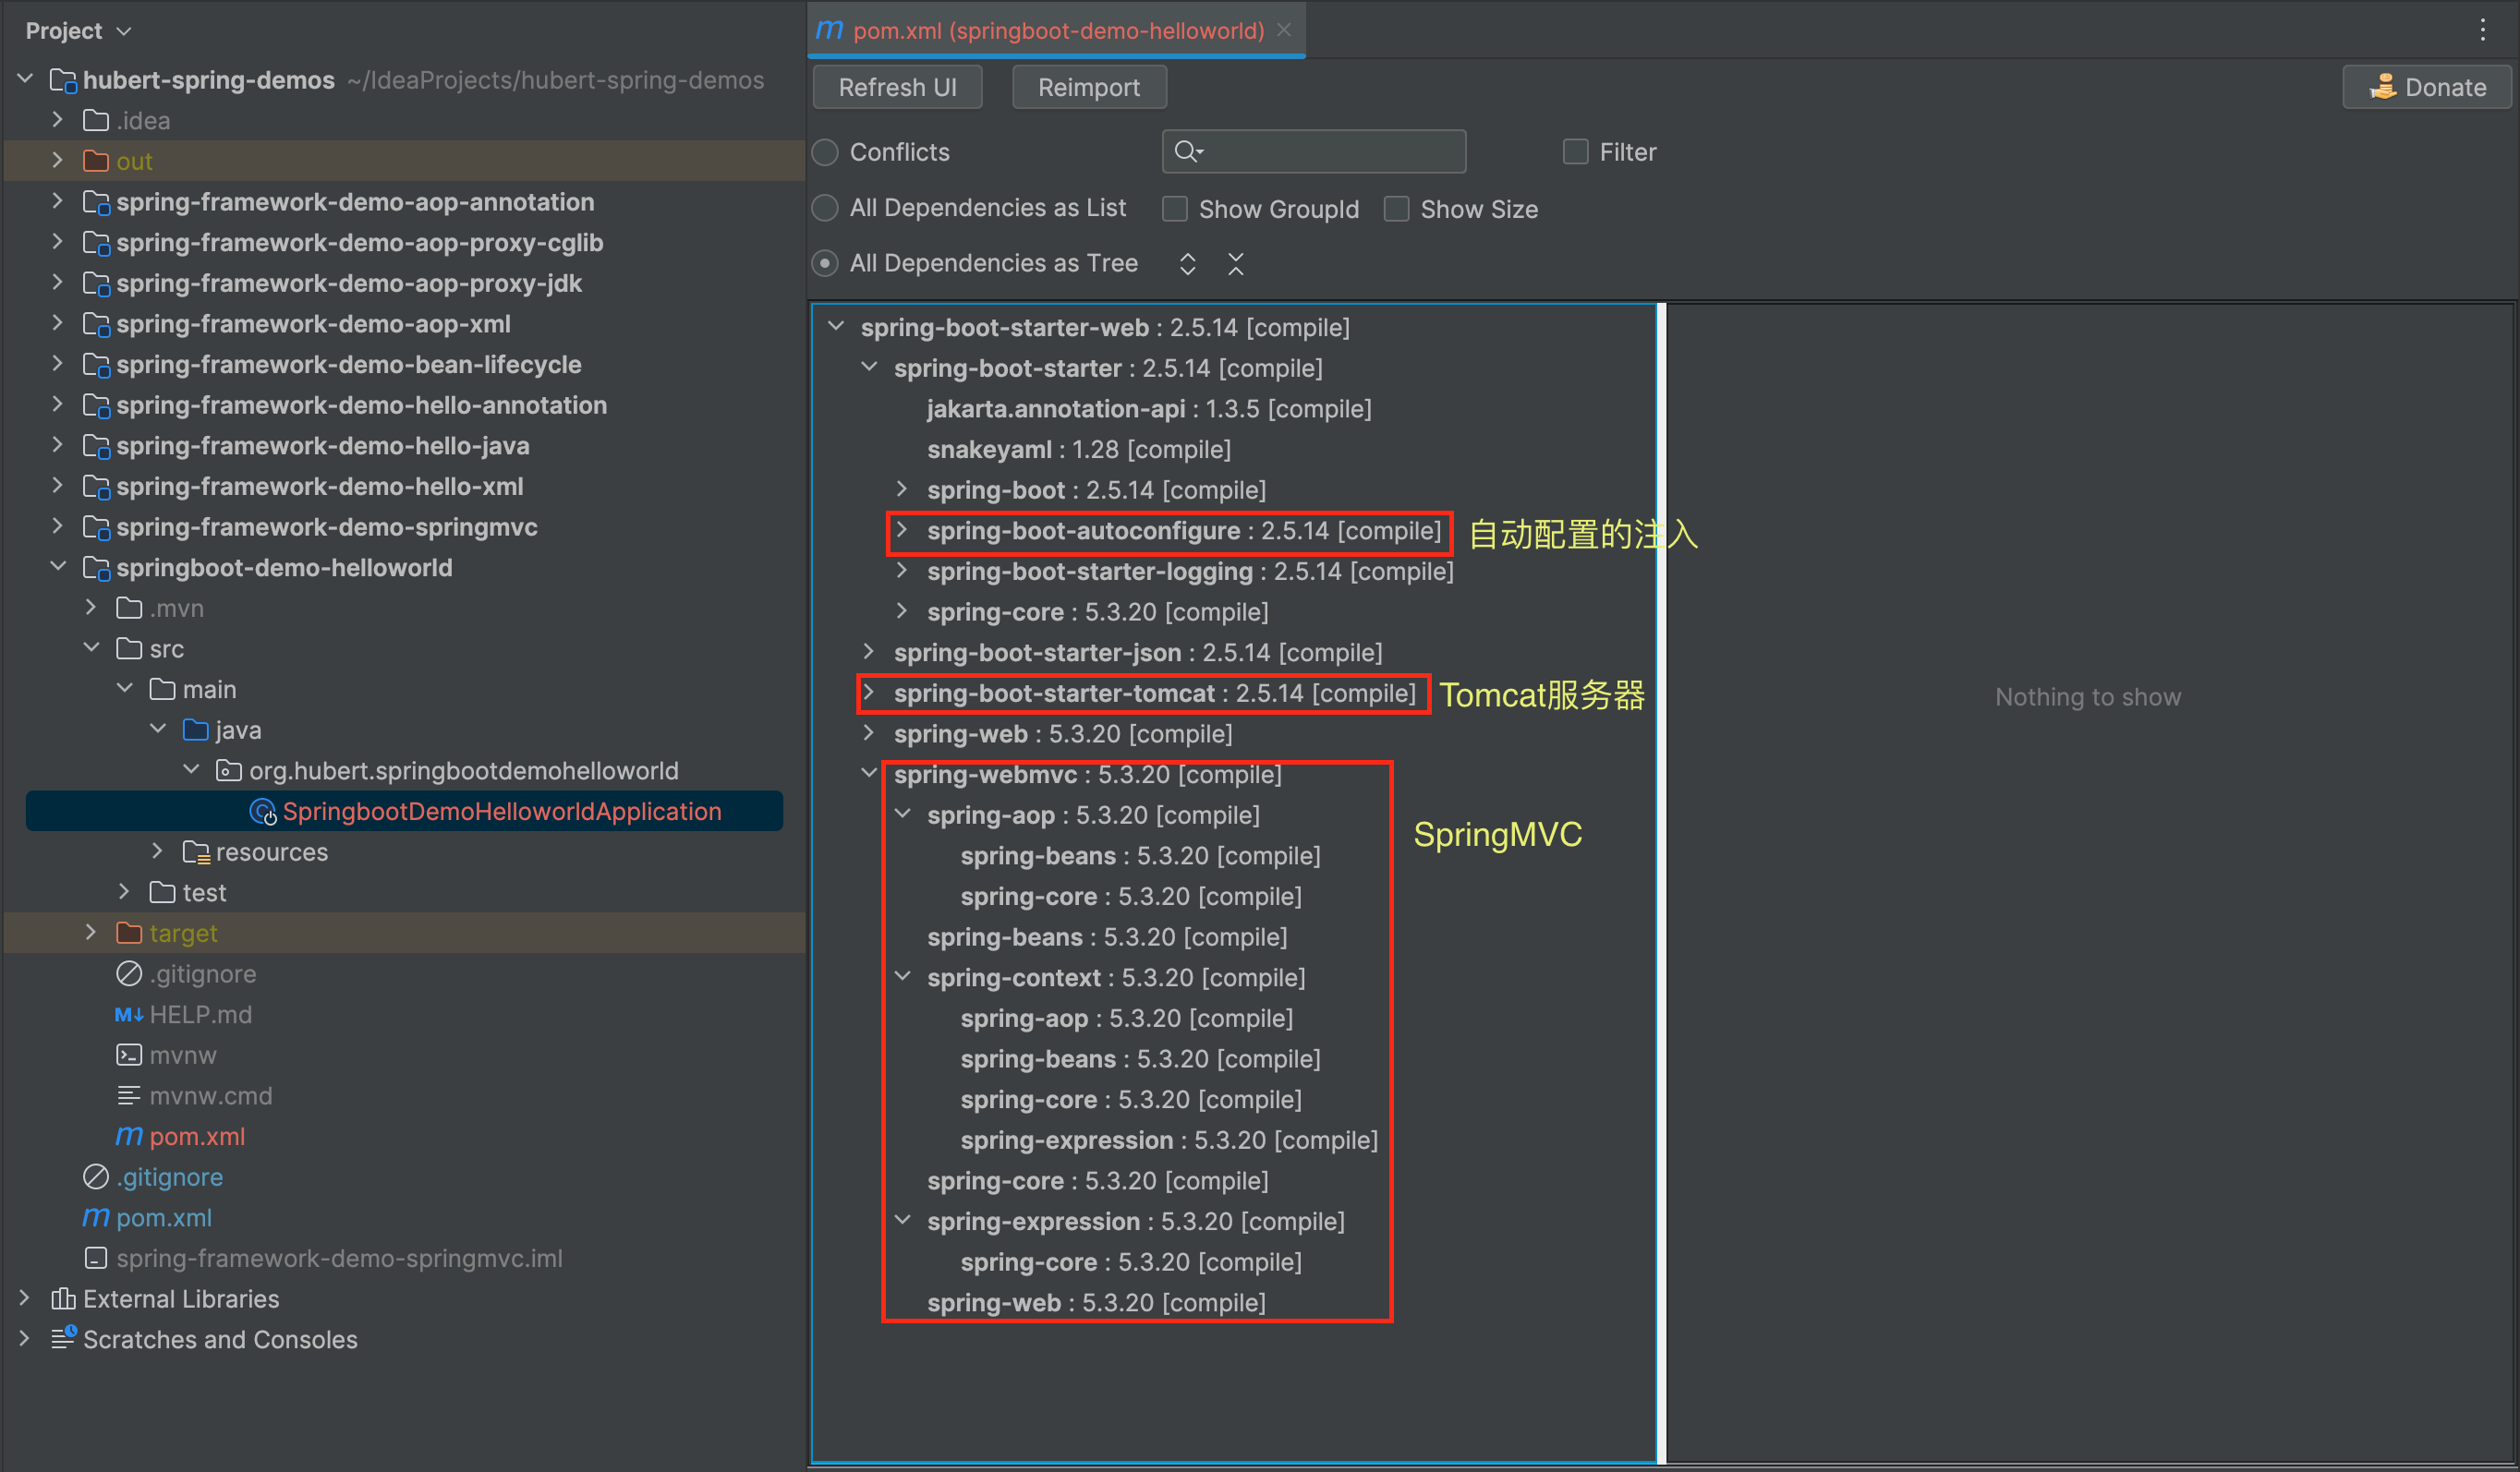 Project
hubert-spring-demos ~/IdeaProjects/hubert-spring-demos
.idea
out
spring-framework-demo-aop-annotation
spring-framework-demo-aop-proxy-cglib
spring-framework-demo-aop-proxy-jdk
spring-framework-demo-aop-xml
spring-framework-demo-bean-lifecycle
spring-framework-demo-hello-annotation
spring-framework-demo-hello-java
spring-framework-demo-hello-xml
spring-framework-demo-springmvc
springboot-demo-helloworld
.mvn
src
main
java
org.hubert.springbootdemohelloworld
SpringbootDemoHelloworldApplication
resources
test
target
.gitignore
HELP.md
mvnw
mvnw.cmd
pom.xml
.gitignore
pom.xml
spring-framework-demo-springmvc.iml
External Libraries
Scratches and Consoles
pom.xml (springboot-demo-helloworld)
Refresh UI Reimport Donate
Conflicts Filter
All Dependencies as List Show GroupId Show Size
All Dependencies as Tree
spring-boot-starter-web : 2.5.14 [compile]
spring-boot-starter : 2.5.14 [compile]
jakarta.annotation-api : 1.3.5 [compile]
snakeyaml : 1.28 [compile]
spring-boot : 2.5.14 [compile]
spring-boot-autoconfigure : 2.5.14 [compile] 自动配置的注入
spring-boot-starter-logging : 2.5.14 [compile]
spring-core : 5.3.20 [compile]
spring-boot-starter-json : 2.5.14 [compile]
spring-boot-starter-tomcat : 2.5.14 [compile] Tomcat服务器
spring-web : 5.3.20 [compile]
spring-webmvc : 5.3.20 [compile]
spring-aop : 5.3.20 [compile]
SpringMVC
spring-beans : 5.3.20 [compile]
spring-core : 5.3.20 [compile]
spring-beans : 5.3.20 [compile]
spring-context : 5.3.20 [compile]
spring-aop : 5.3.20 [compile]
spring-beans : 5.3.20 [compile]
spring-core : 5.3.20 [compile]
spring-expression : 5.3.20 [compile]
spring-core : 5.3.20 [compile]
spring-expression : 5.3.20 [compile]
spring-core : 5.3.20 [compile]
spring-web : 5.3.20 [compile]
Nothing to show